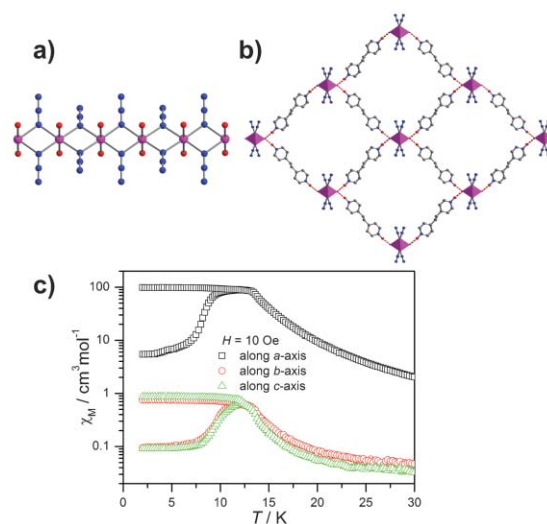 a)
b)
c)
χM / cm³mol⁻¹
100
10
1
0.1
H = 10 Oe
along a-axis
along b-axis
along c-axis
0 5 10 15 20 25 30
T / K